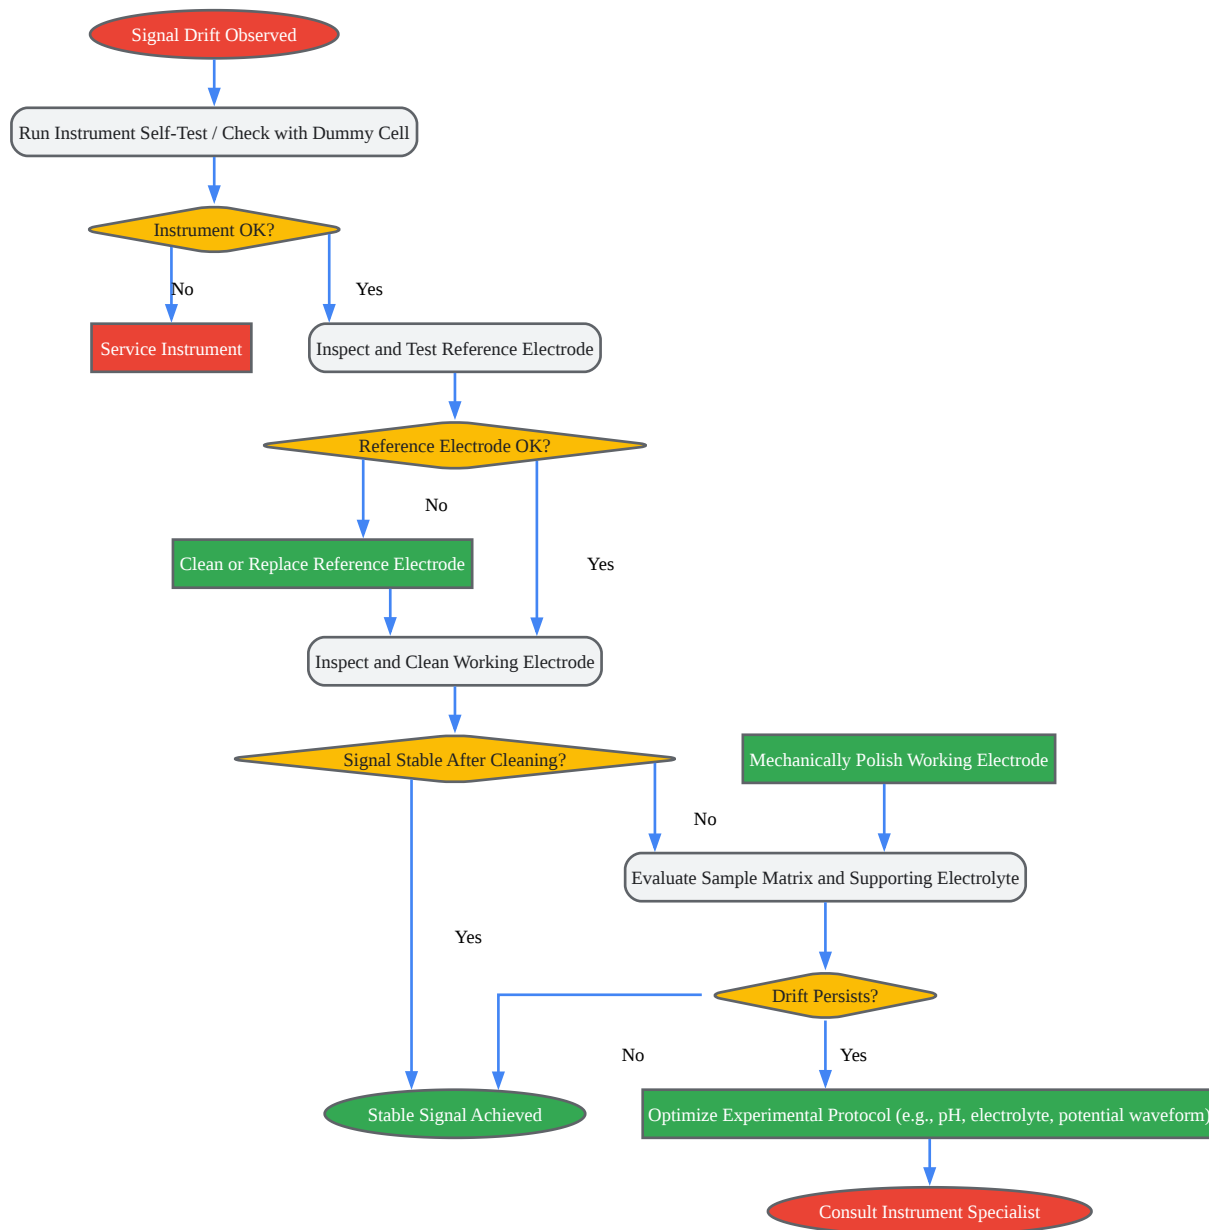 Signal Drift Observed
Run Instrument Self-Test / Check with Dummy Cell
Instrument OK?
No
Yes
Service Instrument
Inspect and Test Reference Electrode
Reference Electrode OK?
No
Clean or Replace Reference Electrode
Yes
Inspect and Clean Working Electrode
Signal Stable After Cleaning?
Mechanically Polish Working Electrode
No
Evaluate Sample Matrix and Supporting Electrolyte
Yes
Drift Persists?
No
Yes
Stable Signal Achieved
Optimize Experimental Protocol (e.g., pH, electrolyte, potential waveform)
Consult Instrument Specialist